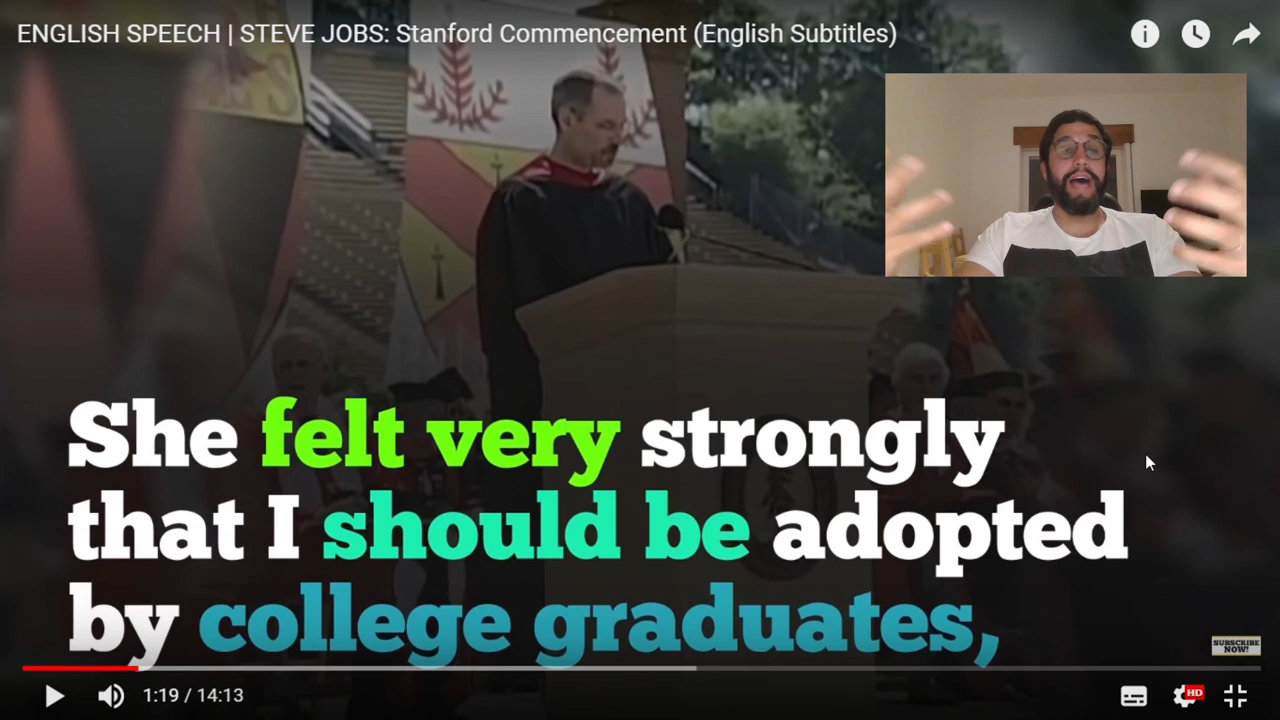 ENGLISH SPEECH | STEVE JOBS: Stanford Commencement (English Subtitles)
She felt very strongly
that I should be adopted
by college graduates,
SUBSCRIBE
NOW!
1:19 / 14:13
HD